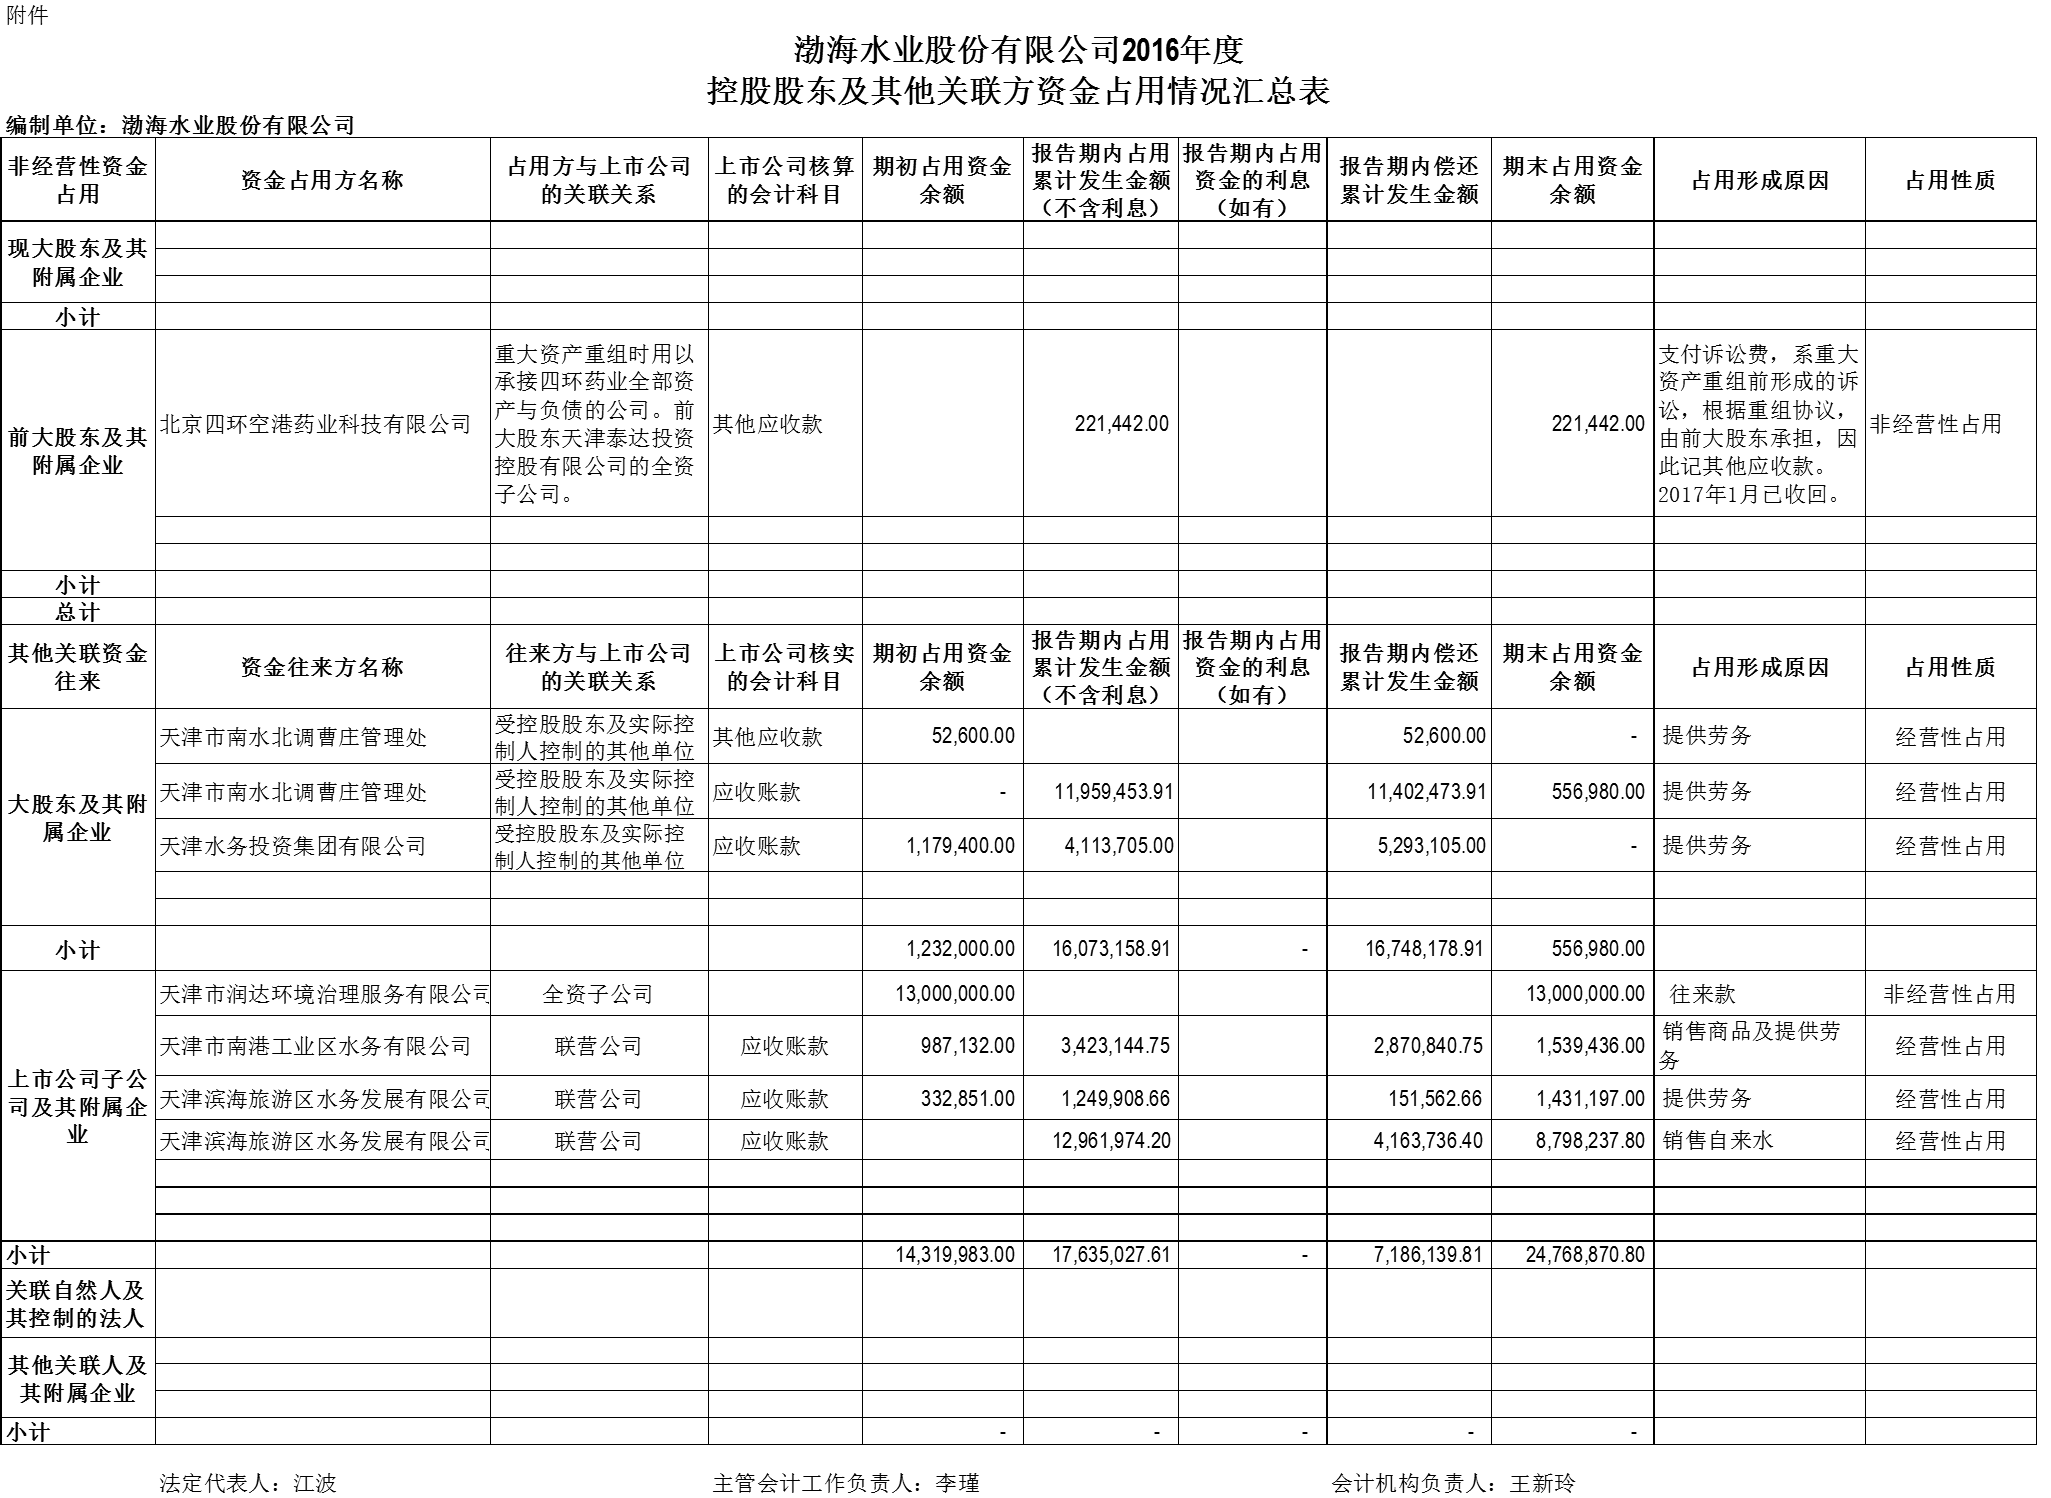 附件
渤海水业股份有限公司2016年度
控股股东及其他关联方资金占用情况汇总表
编制单位：渤海水业股份有限公司
非经营性资金占用 资金占用方名称 占用方与上市公司的关联关系 上市公司核算的会计科目 期初占用资金余额 报告期内占用累计发生金额（不含利息） 报告期内占用资金的利息（如有） 报告期内偿还累计发生金额 期末占用资金余额 占用形成原因 占用性质
现大股东及其附属企业
小计
前大股东及其附属企业 北京四环空港药业科技有限公司 重大资产重组时用以承接四环药业全部资产与负债的公司。前大股东天津泰达投资控股有限公司的全资子公司。 其他应收款 221,442.00 221,442.00 支付诉讼费，系重大资产重组前形成的诉讼，根据重组协议，由前大股东承担，因此记其他应收款。2017年1月已收回。 非经营性占用
小计
总计
其他关联资金往来 资金往来方名称 往来方与上市公司的关联关系 上市公司核实的会计科目 期初占用资金余额 报告期内占用累计发生金额（不含利息） 报告期内占用资金的利息（如有） 报告期内偿还累计发生金额 期末占用资金余额 占用形成原因 占用性质
大股东及其附属企业 天津市南水北调曹庄管理处 受控股股东及实际控制人控制的其他单位 其他应收款 52,600.00 52,600.00 - 提供劳务 经营性占用
天津市南水北调曹庄管理处 受控股股东及实际控制人控制的其他单位 应收账款 - 11,959,453.91 11,402,473.91 556,980.00 提供劳务 经营性占用
天津水务投资集团有限公司 受控股股东及实际控制人控制的其他单位 应收账款 1,179,400.00 4,113,705.00 5,293,105.00 - 提供劳务 经营性占用
小计 1,232,000.00 16,073,158.91 - 16,748,178.91 556,980.00
上市公司子公司及其附属企业 天津市润达环境治理服务有限公司 全资子公司 13,000,000.00 13,000,000.00 往来款 非经营性占用
天津市南港工业区水务有限公司 联营公司 应收账款 987,132.00 3,423,144.75 2,870,840.75 1,539,436.00 销售商品及提供劳务 经营性占用
天津滨海旅游区水务发展有限公司 联营公司 应收账款 332,851.00 1,249,908.66 151,562.66 1,431,197.00 提供劳务 经营性占用
天津滨海旅游区水务发展有限公司 联营公司 应收账款 12,961,974.20 4,163,736.40 8,798,237.80 销售自来水 经营性占用
小计 14,319,983.00 17,635,027.61 - 7,186,139.81 24,768,870.80
关联自然人及其控制的法人
其他关联人及其附属企业
小计 - - - - -
法定代表人：江波 主管会计工作负责人：李瑾 会计机构负责人：王新玲